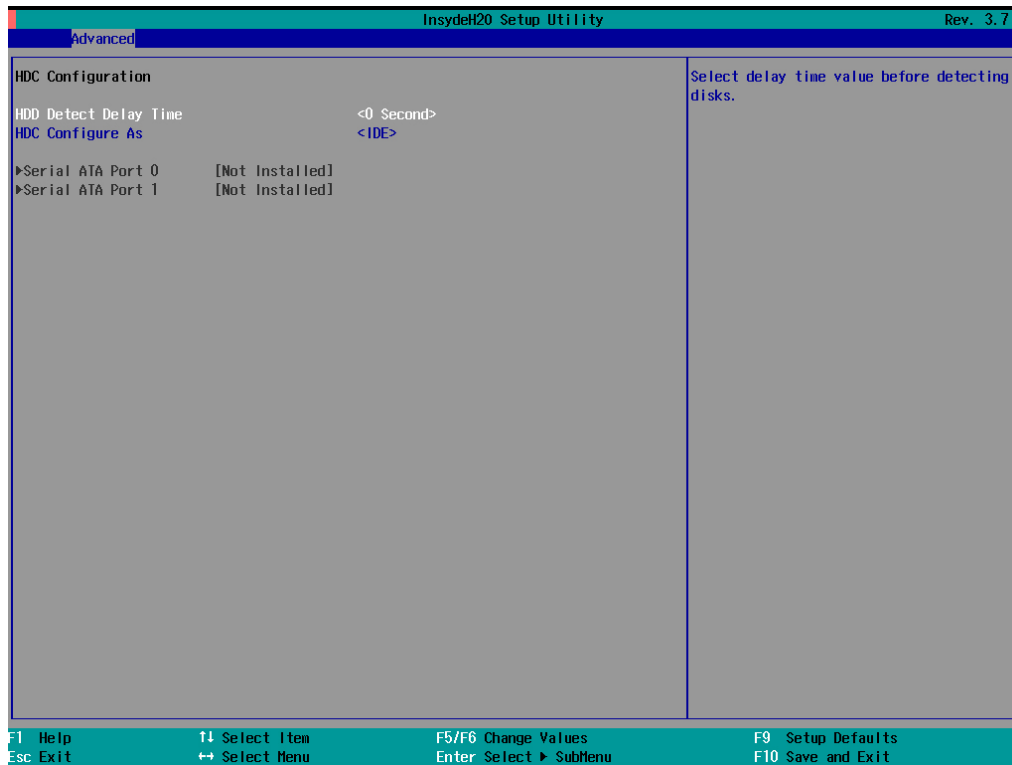 InsydeH20 Setup Utility Rev. 3.7
Advanced
HDC Configuration
HDD Detect Delay Time <0 Second>
HDC Configure As <IDE>
▶Serial ATA Port 0 [Not Installed]
▶Serial ATA Port 1 [Not Installed]
Select delay time value before detecting
disks.
F1 Help ↑↓ Select Item F5/F6 Change Values F9 Setup Defaults
Esc Exit ↔ Select Menu Enter Select ▶ SubMenu F10 Save and Exit